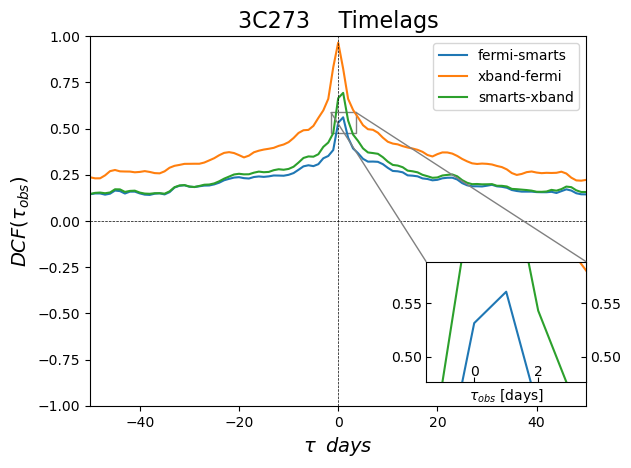 3C273 Timelags
fermi-smarts
xband-fermi
smarts-xband
1.00
0.75
0.50
0.25
0.00
−0.25
−0.50
−0.75
−1.00
DCF(τobs)
0.55
0.50
0.55
0.50
0
2
τobs [days]
−40
−20
0
20
40
τ days